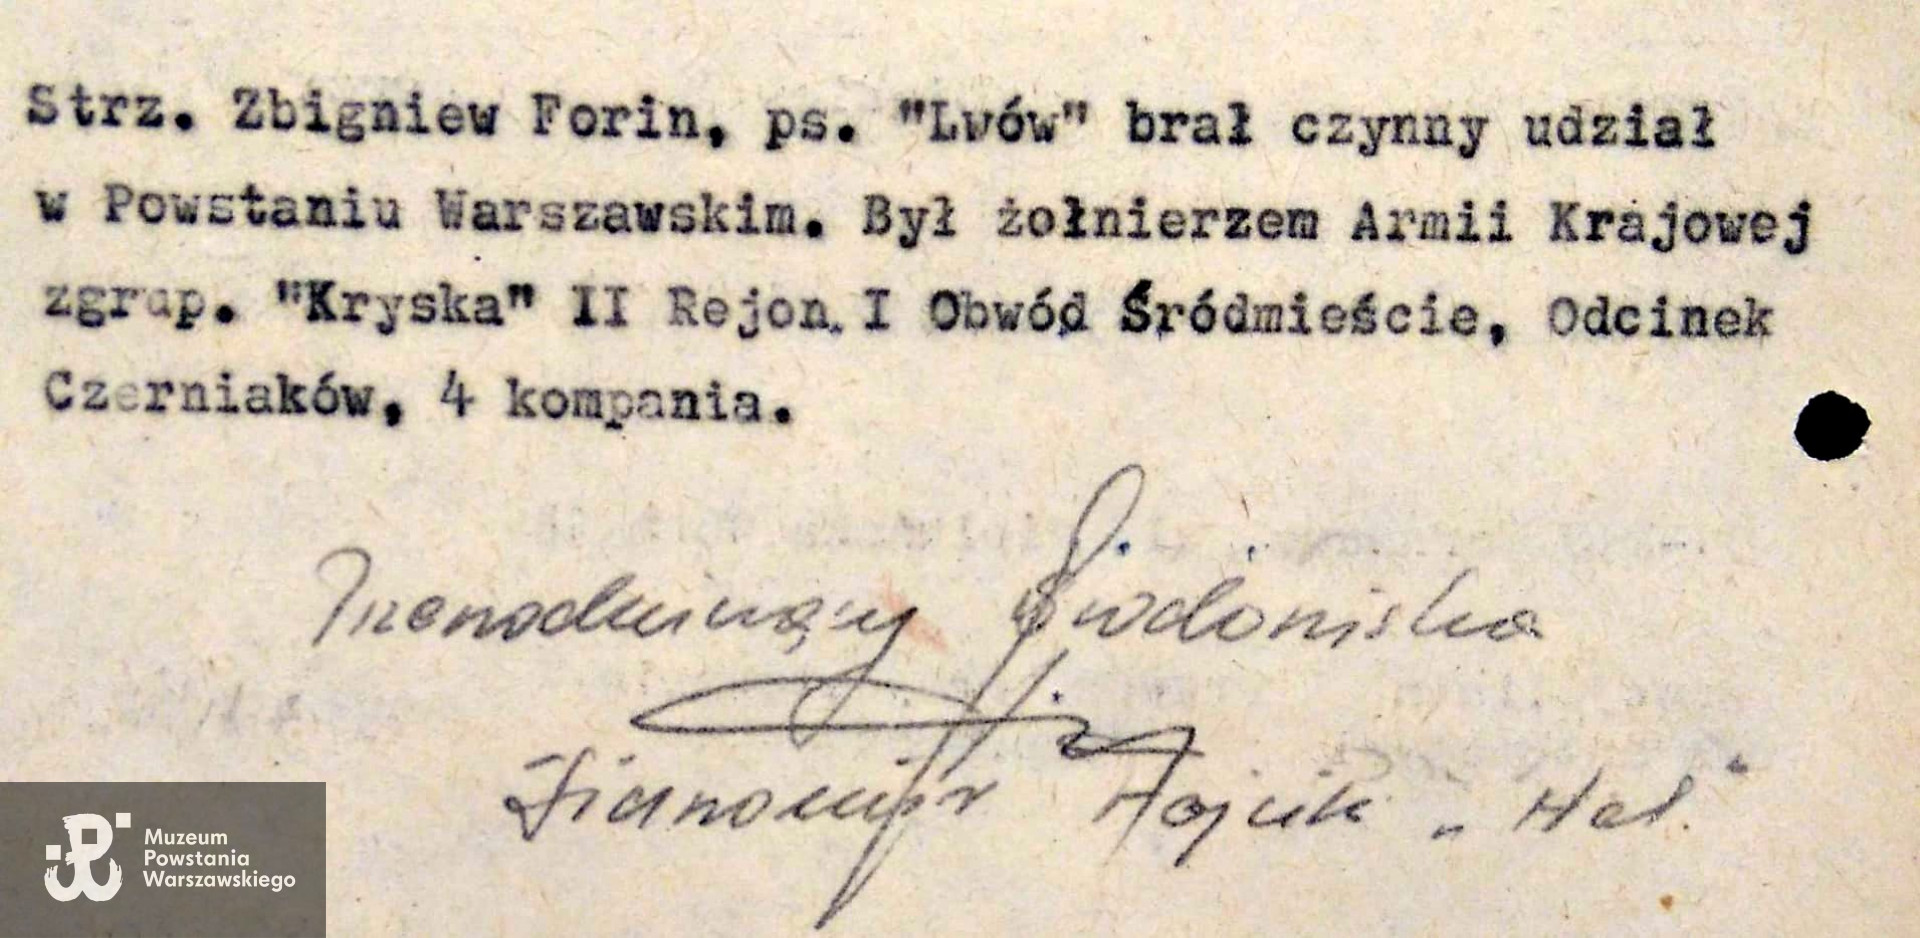 Strz. Zbigniew Forin, ps. "Lwów" brał czynny udział
w Powstaniu Warszawskim. Był żołnierzem Armii Krajowej
zgrup. "Kryska" II Rejon I Obwód Śródmieście, Odcinek
Czerniaków, 4 kompania.
Przewodniczący Środowiska
„Hal."
Muzeum
Powstania
Warszawskiego